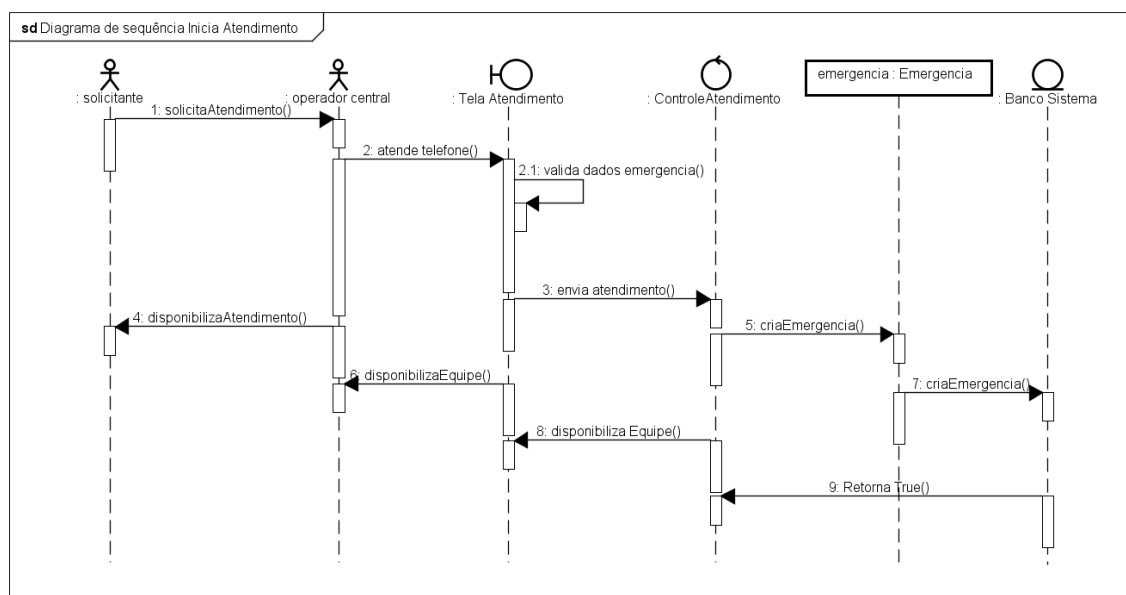 sd Diagrama de sequência Inicia Atendimento
: solicitante
: operador central
: Tela Atendimento
: ControleAtendimento
emergencia : Emergencia
: Banco Sistema
1: solicitaAtendimento()
2: atende telefone()
2.1: valida dados emergencia()
3: envia atendimento()
4: disponibilizaAtendimento()
5: criaEmergencia()
6: disponibilizaEquipe()
7: criaEmergencia()
8: disponibiliza Equipe()
9: Retorna True()